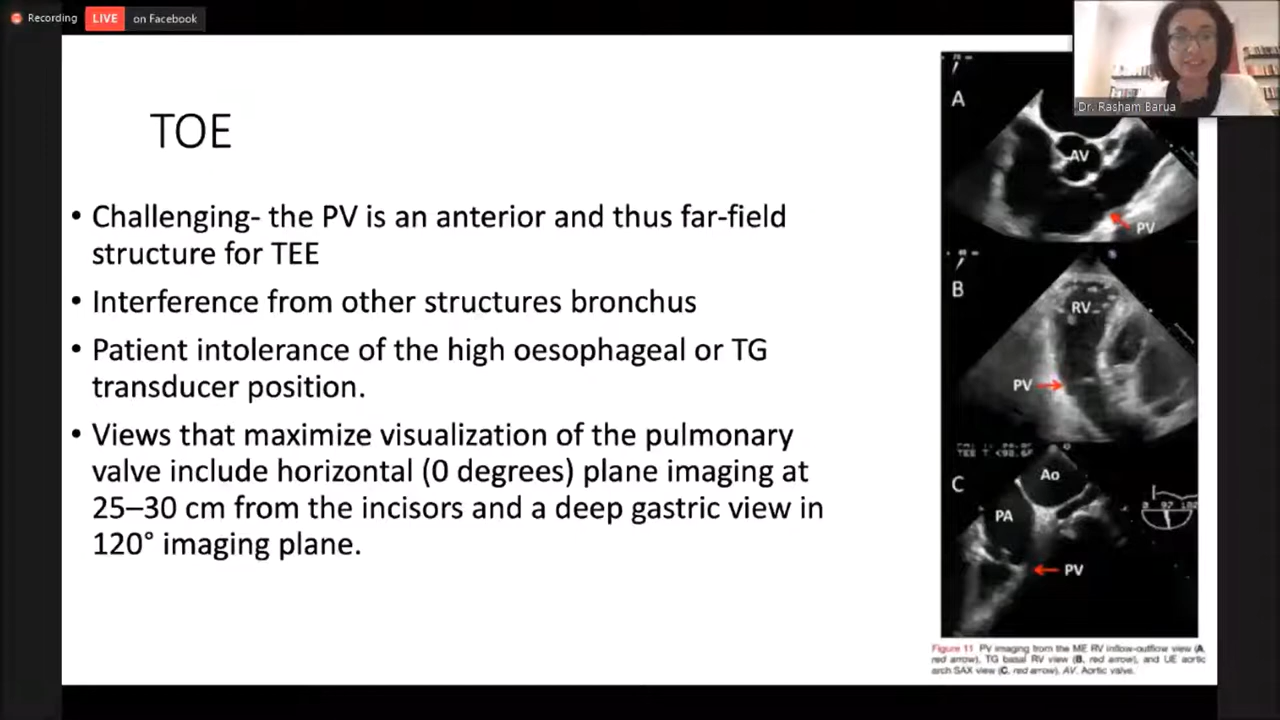 Recording
LIVE on Facebook
Dr. Rasham Barua
TOE
• Challenging- the PV is an anterior and thus far-field
structure for TEE
• Interference from other structures bronchus
• Patient intolerance of the high oesophageal or TG
transducer position.
• Views that maximize visualization of the pulmonary
valve include horizontal (0 degrees) plane imaging at
25–30 cm from the incisors and a deep gastric view in
120° imaging plane.
A
AV
PV
B
RV
PV
C
Ao
PA
PV
0 97 180
Figure 11 PV imaging from the ME RV inflow-outflow view (A,
red arrow), TG basal RV view (B, red arrow), and UE aortic
arch SAX view (C, red arrow). AV, Aortic valve.